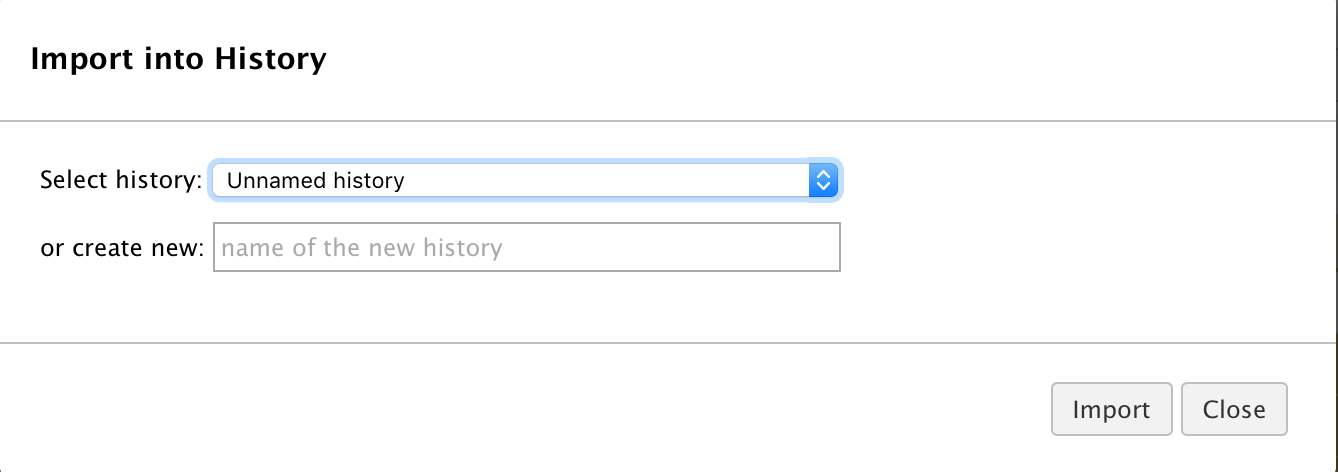 Import into History
Select history: Unnamed history
or create new: name of the new history
Import Close